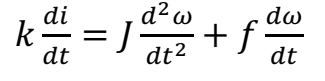 k di/dt = J d²ω/dt² + f dω/dt